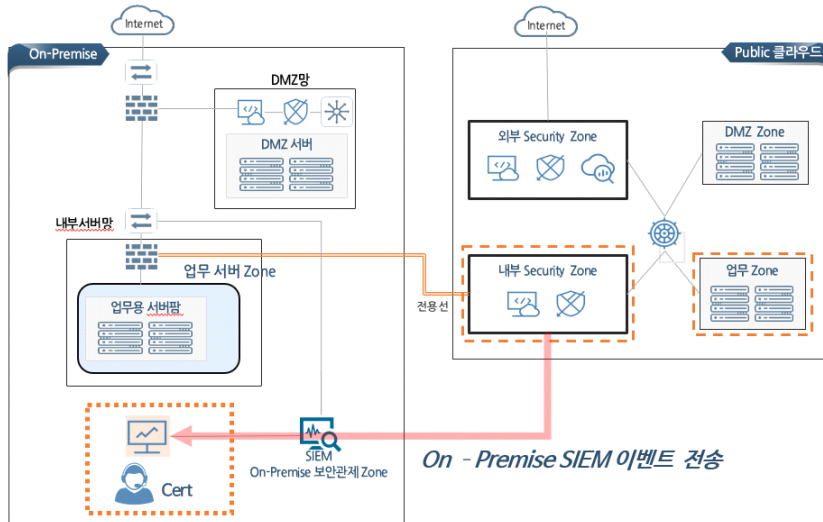 Internet
On-Premise
DMZ망
DMZ 서버
내부서버망
업무 서버 Zone
업무용 서버팜
Cert
SIEM
On-Premise 보안관제 Zone
전용선
Internet
Public 클라우드
외부 Security Zone
DMZ Zone
내부 Security Zone
업무 Zone
On - Premise SIEM 이벤트 전송